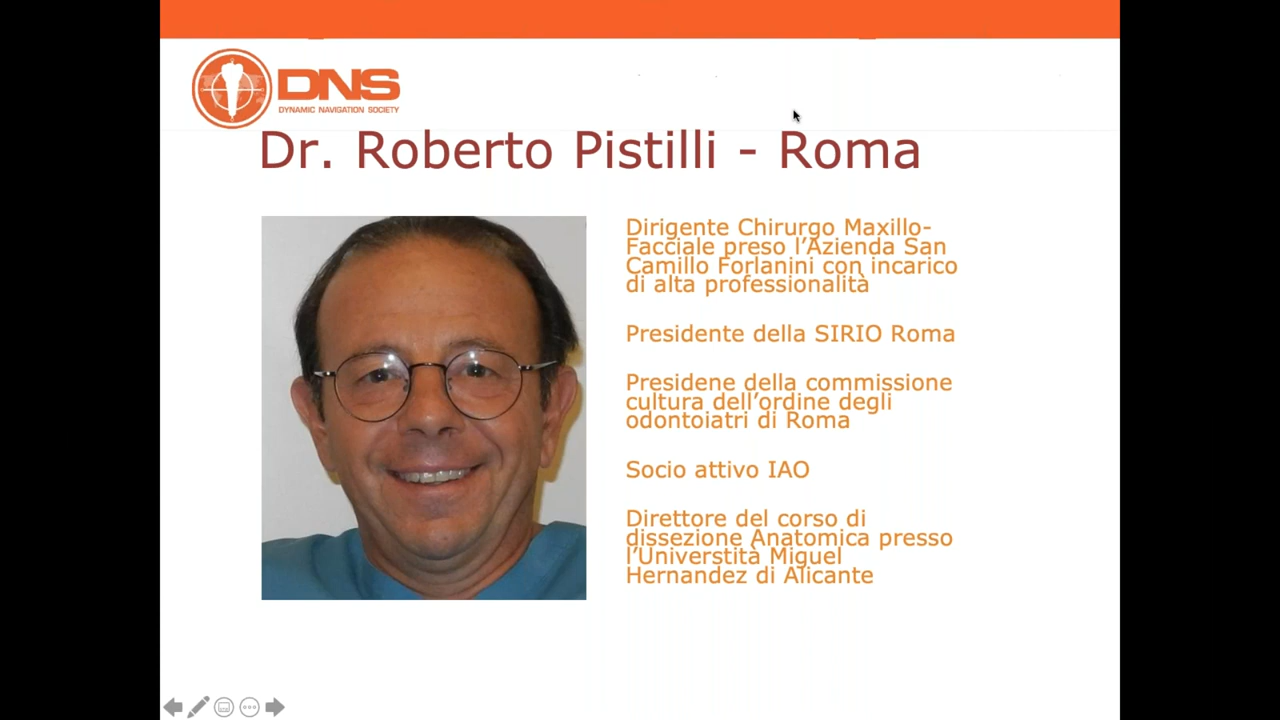 DNS
DYNAMIC NAVIGATION SOCIETY
Dr. Roberto Pistilli - Roma
Dirigente Chirurgo Maxillo-
Facciale preso l’Azienda San
Camillo Forlanini con incarico
di alta professionalità
Presidente della SIRIO Roma
Presidene della commissione
cultura dell’ordine degli
odontoiatri di Roma
Socio attivo IAO
Direttore del corso di
dissezione Anatomica presso
l’Universtità Miguel
Hernandez di Alicante